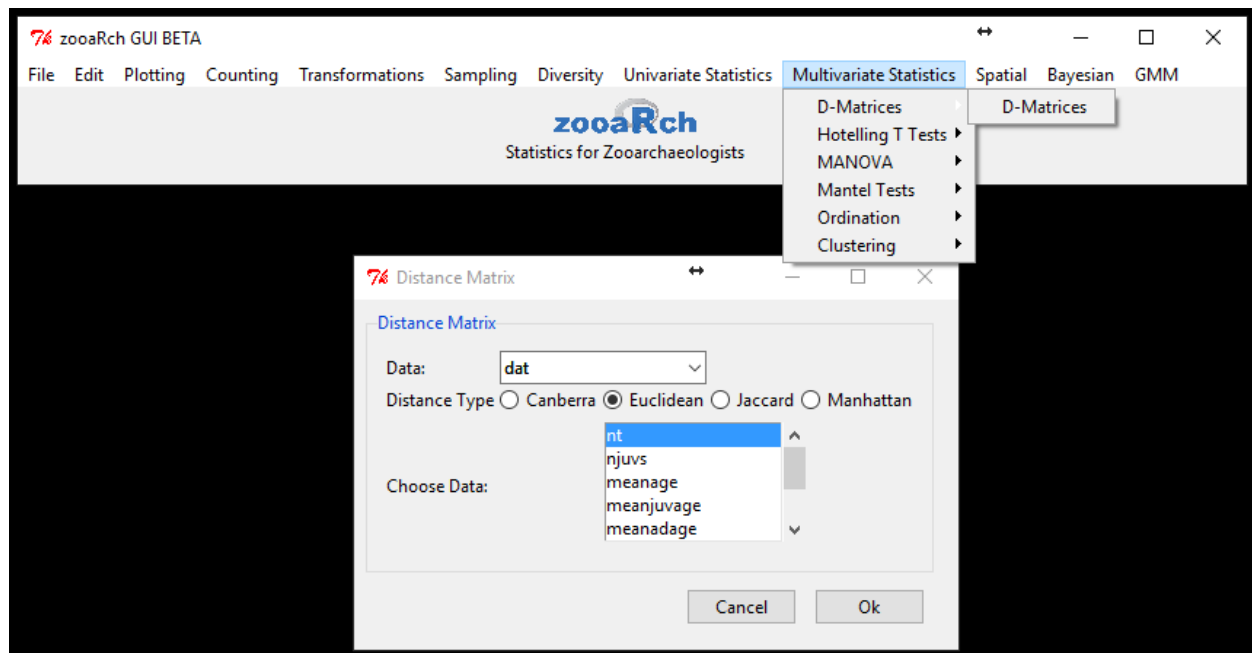 zooaRch GUI BETA
File Edit Plotting Counting Transformations Sampling Diversity Univariate Statistics Multivariate Statistics Spatial Bayesian GMM
zooaRch
Statistics for Zooarchaeologists
D-Matrices
D-Matrices
Hotelling T Tests
MANOVA
Mantel Tests
Ordination
Clustering
Distance Matrix
Distance Matrix
Data: dat
Distance Type Canberra Euclidean Jaccard Manhattan
Choose Data:
nt
njuvs
meanage
meanjuvage
meanadage
Cancel Ok